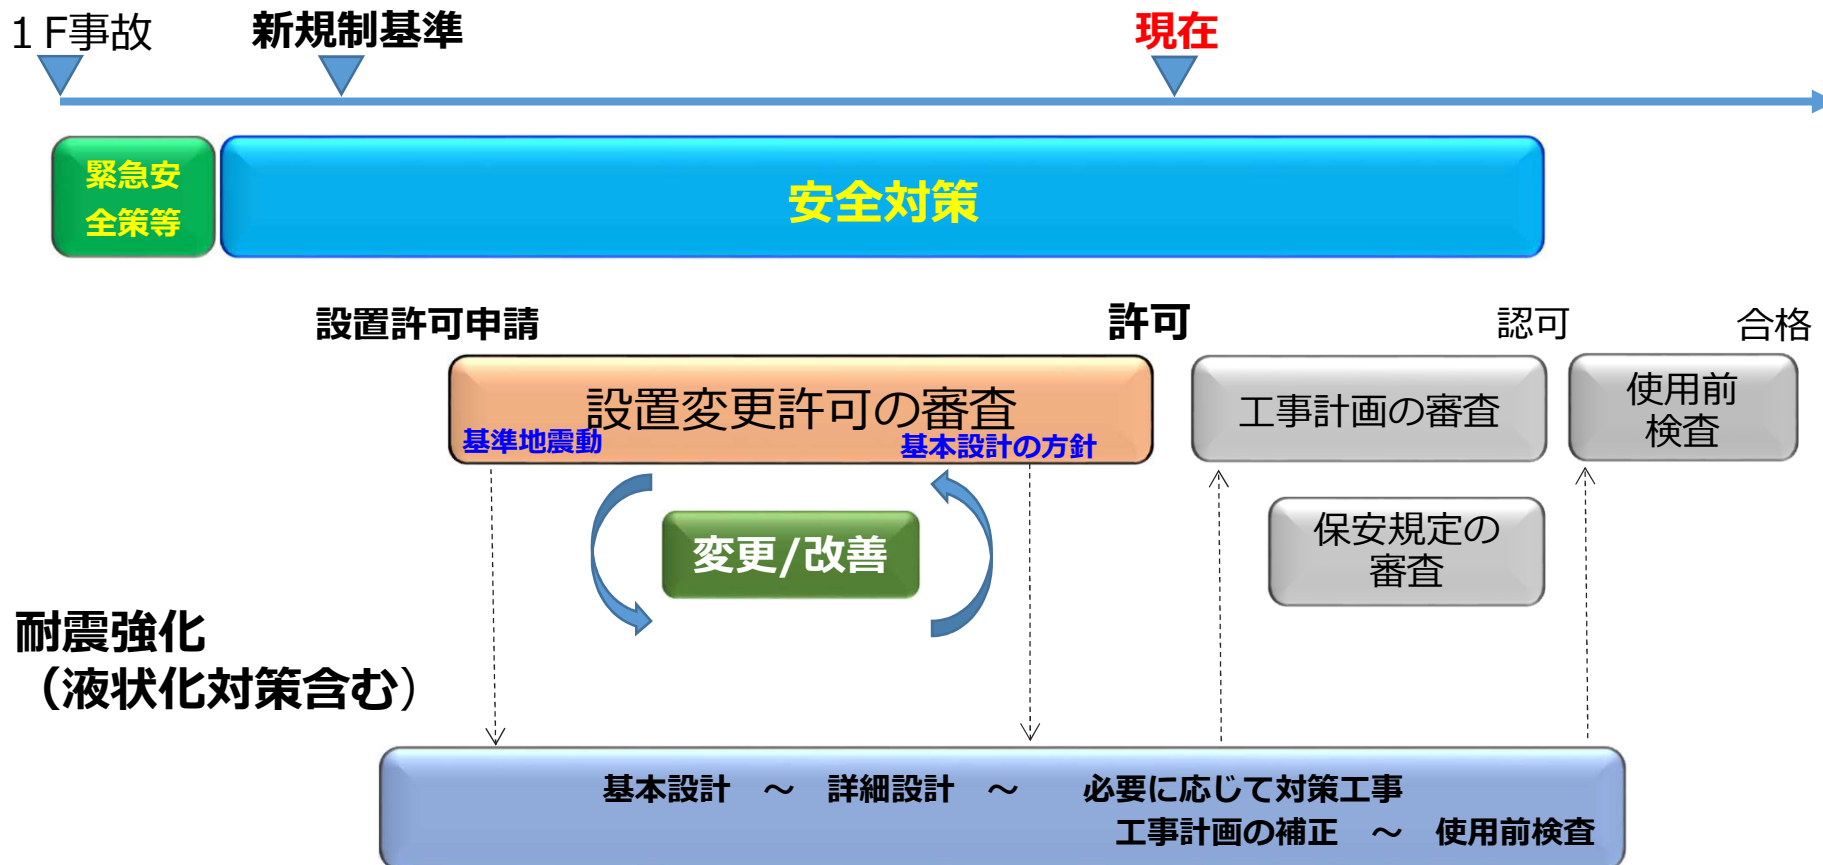 １Ｆ事故
新規制基準
現在
緊急安
全策等
安全対策
設置許可申請
許可
認可
合格
設置変更許可の審査
基準地震動
基本設計の方針
工事計画の審査
使用前
検査
変更/改善
保安規定の
審査
耐震強化
（液状化対策含む）
基本設計　～　詳細設計　～　必要に応じて対策工事
工事計画の補正　～　使用前検査